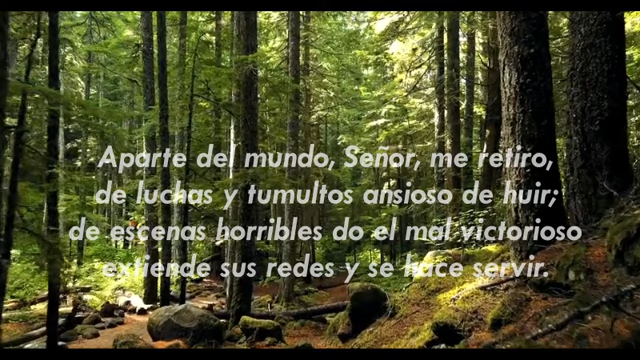 Aparte del mundo, Señor, me retiro,
de luchas y tumultos ansioso de huir;
de escenas horribles do el mal victorioso
extiende sus redes y se hace servir.